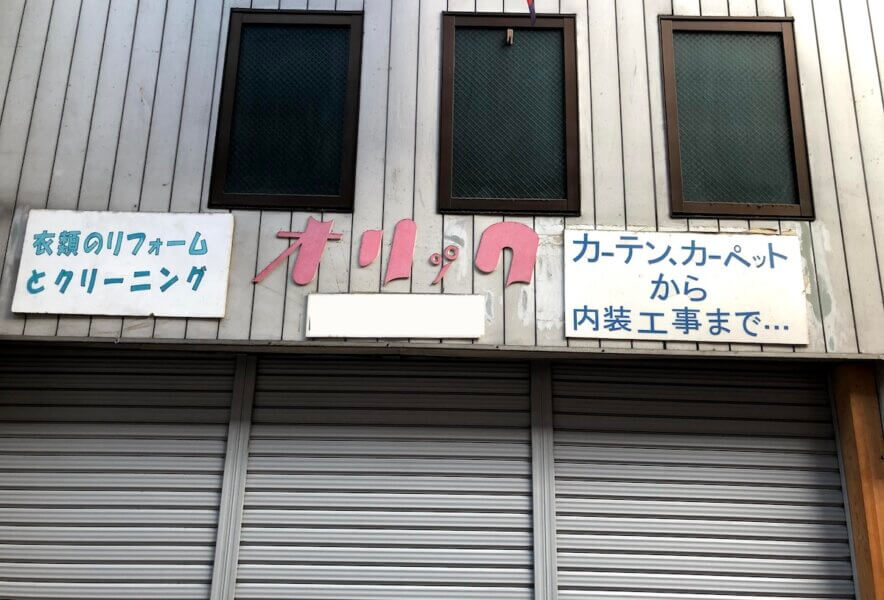 衣類のリフォーム
とクリーニング
オリック
カーテン、カーペット
から
内装工事まで…